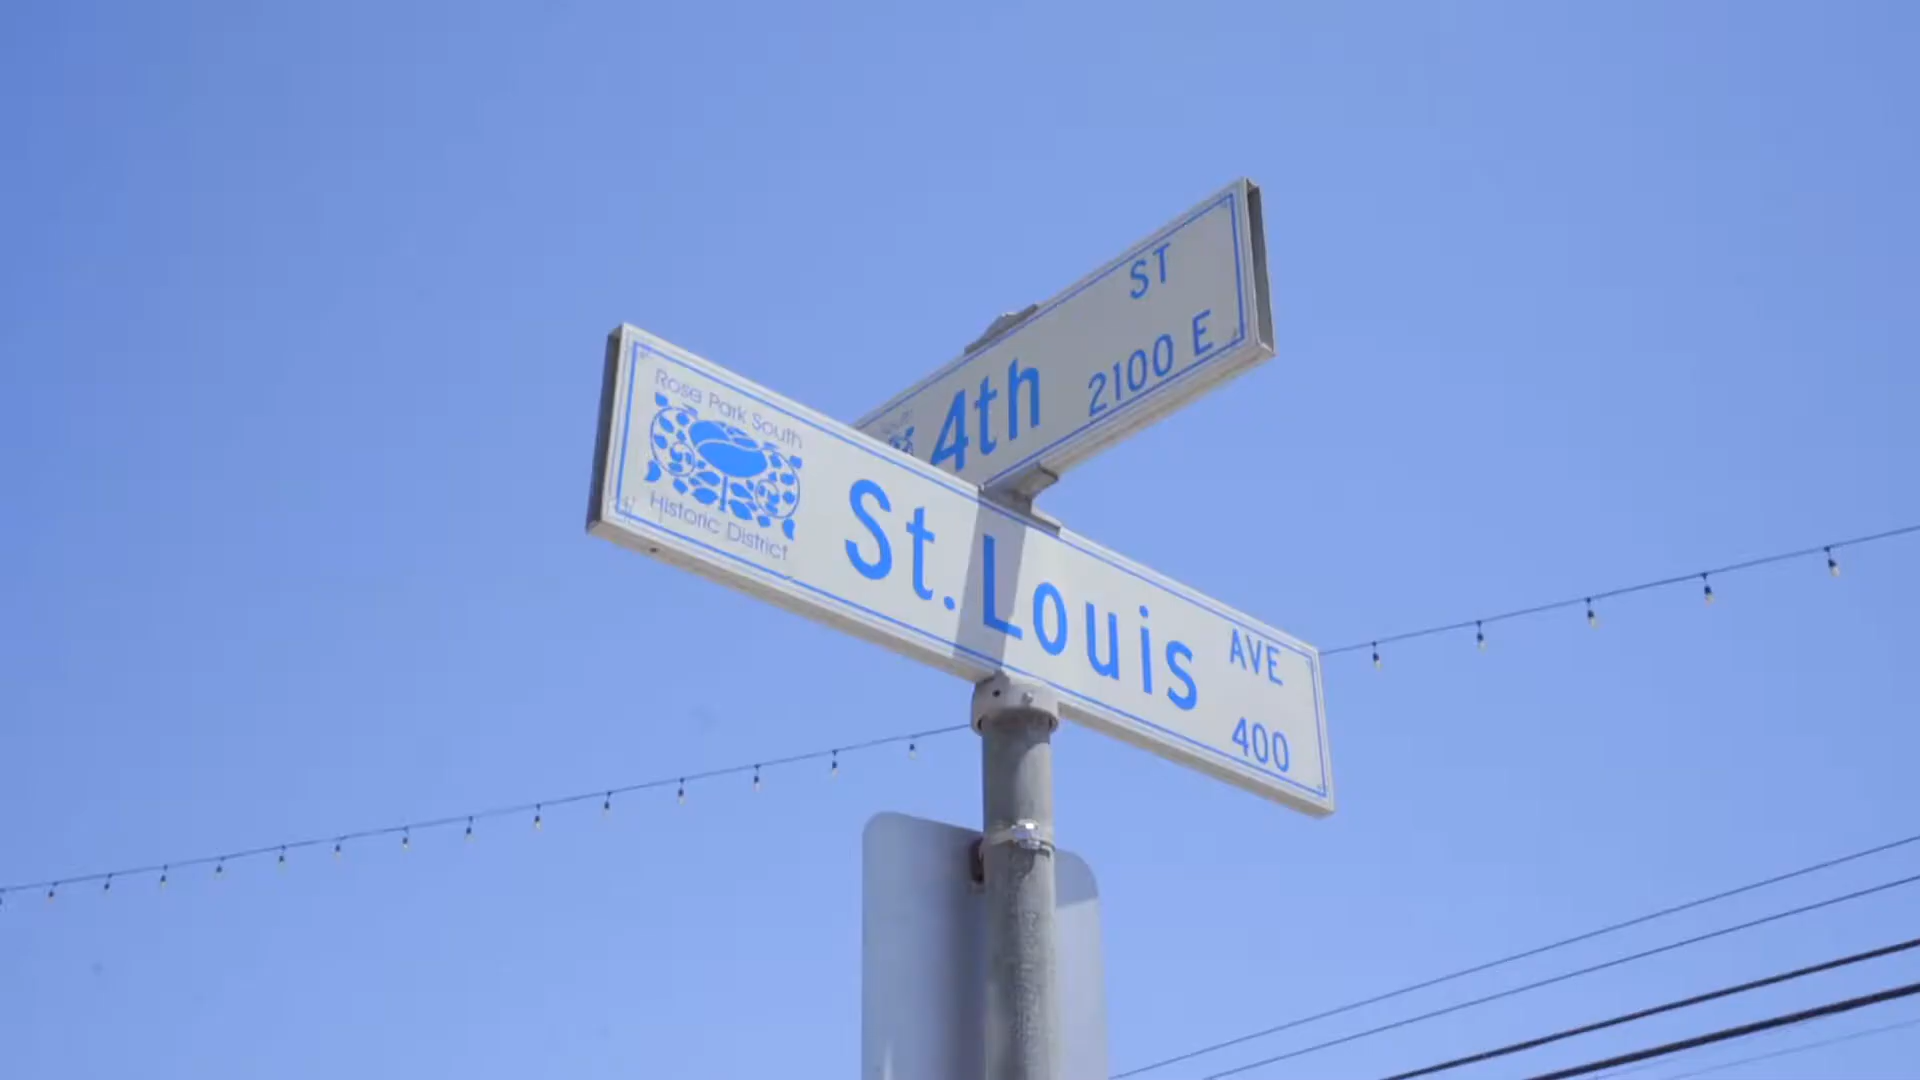 ST
4th
2100 E
Rose Park South
Historic District
St. Louis
AVE
400